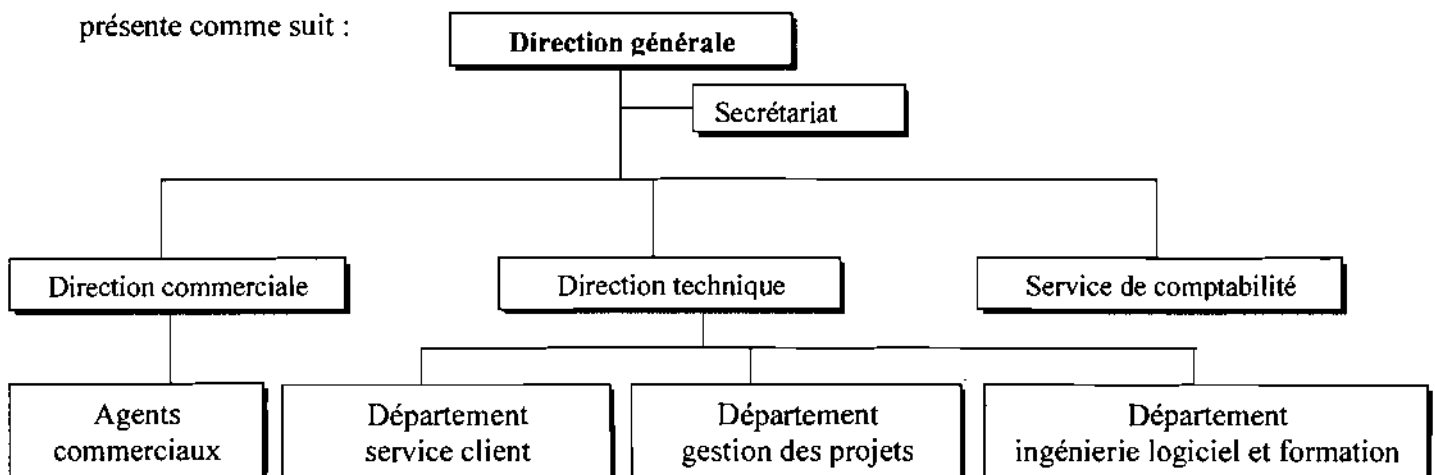 présente comme suit :
Direction générale
Secrétariat
Direction commerciale
Direction technique
Service de comptabilité
Agents
commerciaux
Département
service client
Département
gestion des projets
Département
ingénierie logiciel et formation